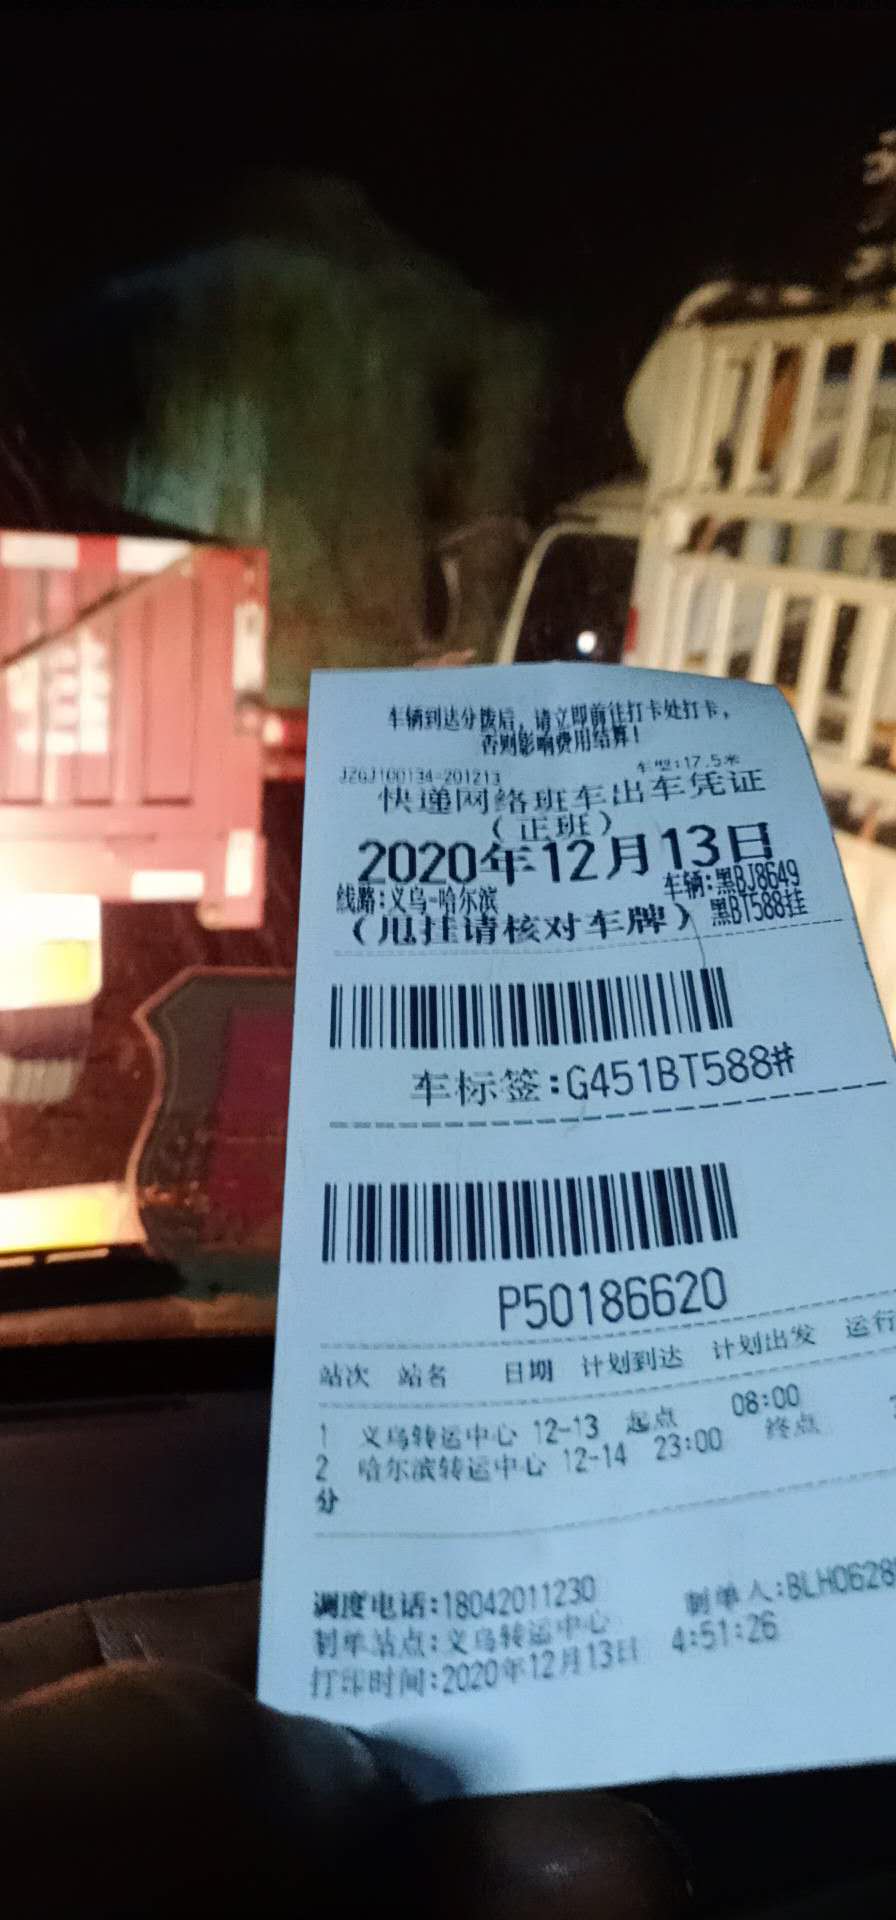 车辆到达分拨后，请立即前往打卡处打卡，
否则影响费用结算！
JZGJ100134-201213 车型:17.5米
快递网络班车出车凭证
（正班）
2020年12月13日
线路:义乌-哈尔滨 车辆:黑BJ8649
（甩挂请核对车牌） 黑BT588挂
车标签:G451BT588#
P50186620
站次 站名 日期 计划到达 计划出发 运行
1 义乌转运中心 12-13 起点 08:00
2 哈尔滨转运中心 12-14 23:00 终点
分
调度电话:18042011230 制单人:BLH0628
制单站点:义乌转运中心
打印时间:2020年12月13日 4:51:26